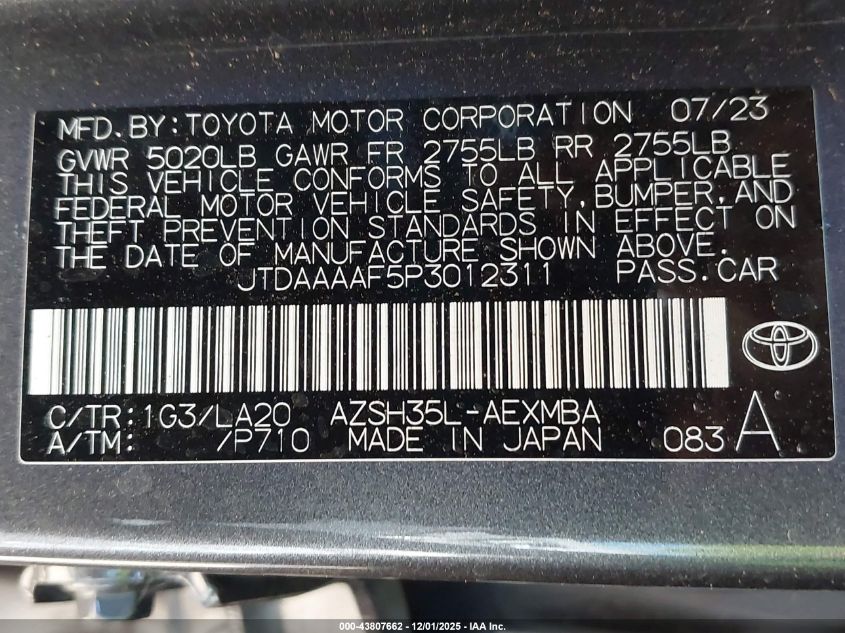 MFD.BY:TOYOTA MOTOR CORPORATION 07/23
GVWR 5020LB GAWR FR 2755LB RR 2755LB
THIS VEHICLE CONFORMS TO ALL APPLICABLE
FEDERAL MOTOR VEHICLE SAFETY,BUMPER,AND
THEFT PREVENTION STANDARDS IN EFFECT ON
THE DATE OF MANUFACTURE SHOWN ABOVE.
JTDAAAAF5P3012311 PASS.CAR
C/TR:1G3/LA20 AZSH35L-AEXMBA
A/TM: /P710 MADE IN JAPAN 083 A
000-43807662 - 12/01/2025 - IAA Inc.